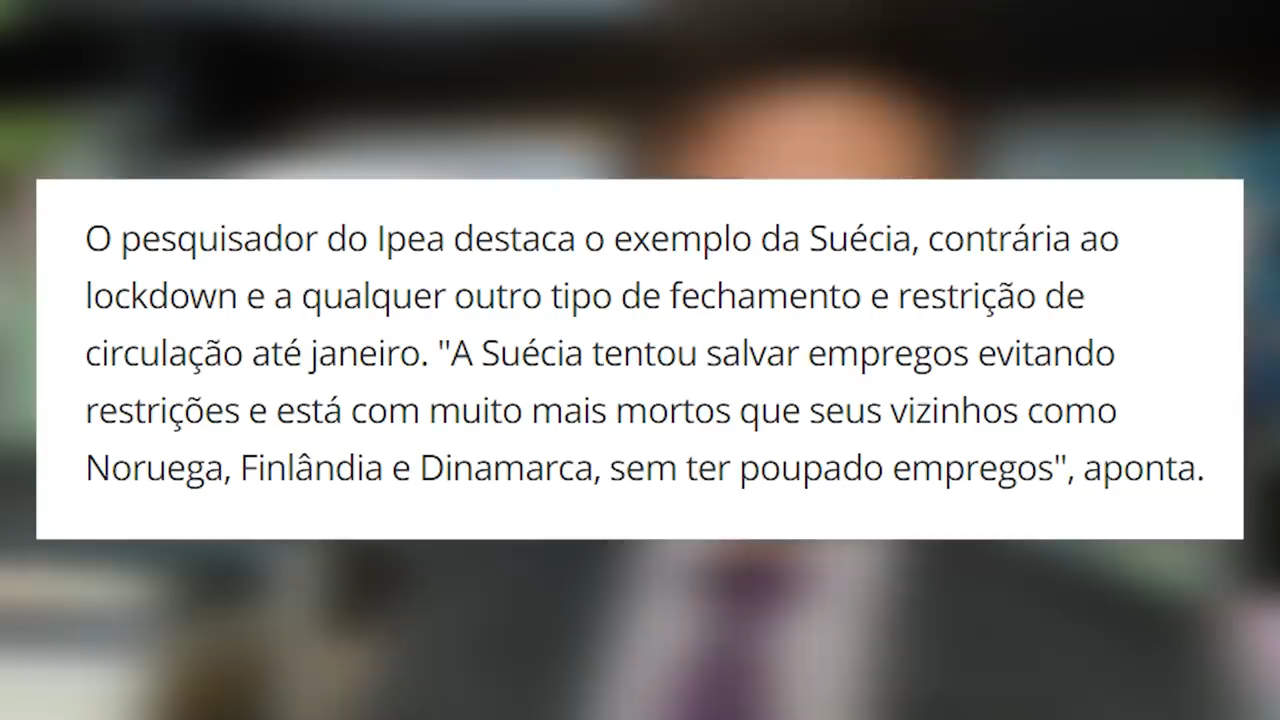 O pesquisador do Ipea destaca o exemplo da Suécia, contrária ao
lockdown e a qualquer outro tipo de fechamento e restrição de
circulação até janeiro. "A Suécia tentou salvar empregos evitando
restrições e está com muito mais mortos que seus vizinhos como
Noruega, Finlândia e Dinamarca, sem ter poupado empregos", aponta.